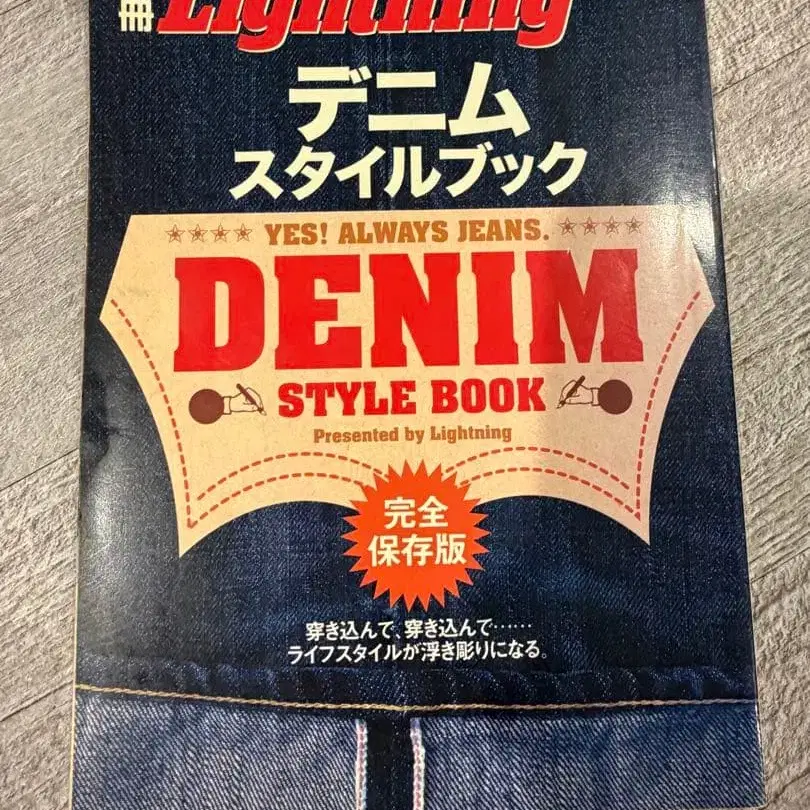 冊 Lightning
デニム
スタイルブック
YES! ALWAYS JEANS.
DENIM
STYLE BOOK
Presented by Lightning
完全
保存版
穿き込んで、穿き込んで……
ライフスタイルが浮き彫りになる。